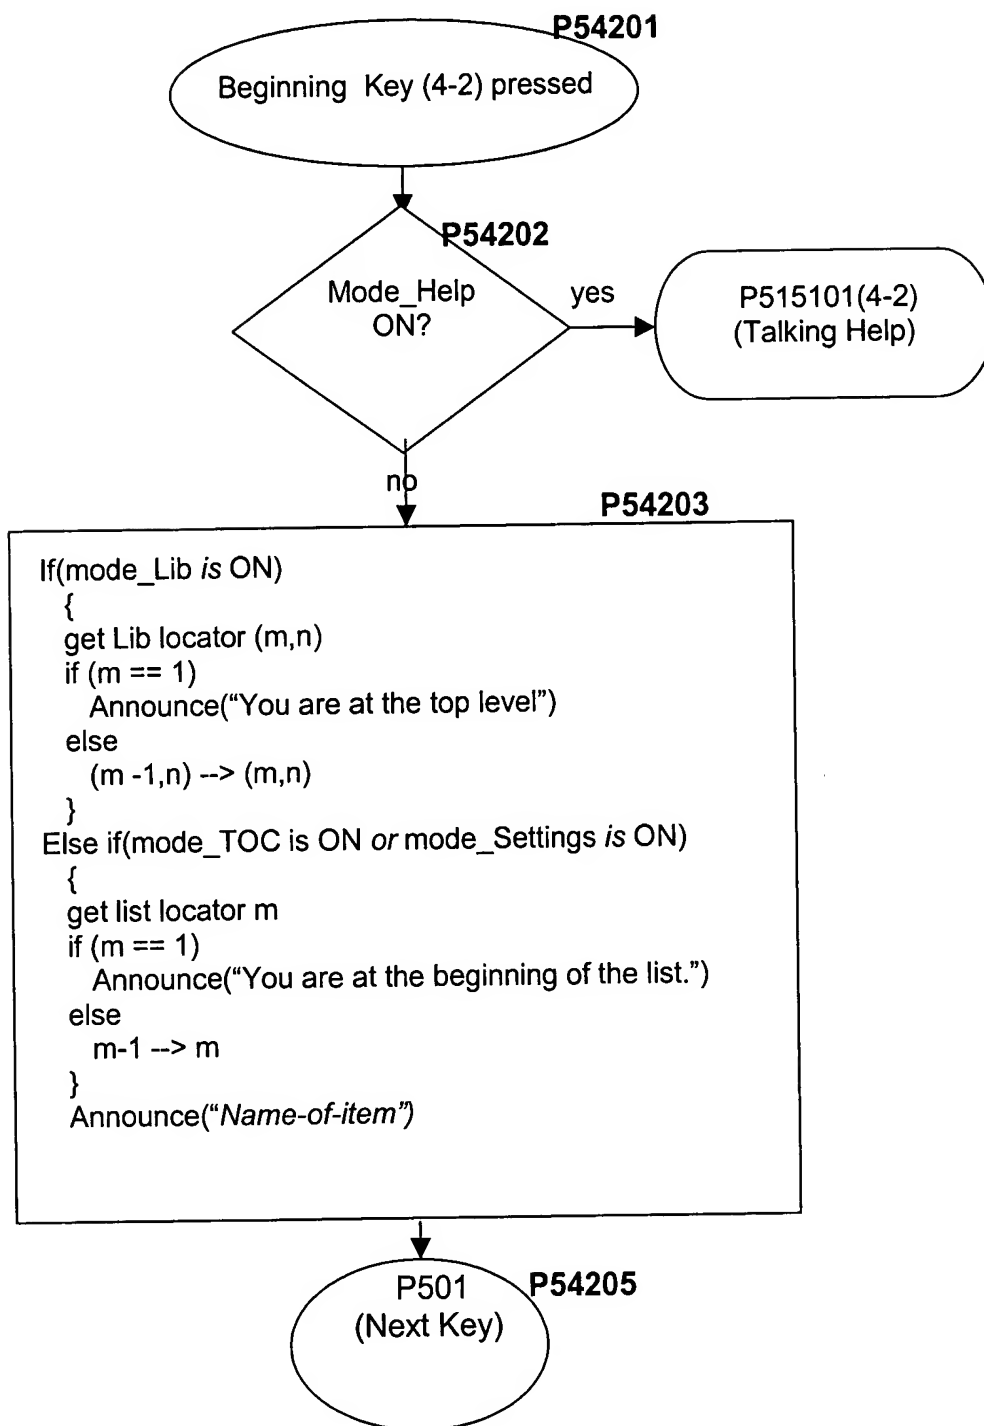 P54201
Beginning Key (4-2) pressed
P54202
Mode_Help
ON?
yes
P515101(4-2)
(Talking Help)
no
P54203
If(mode_Lib is ON)
{
get Lib locator (m,n)
if (m == 1)
Announce(“You are at the top level”)
else
(m -1,n) --> (m,n)
}
Else if(mode_TOC is ON or mode_Settings is ON)
{
get list locator m
if (m == 1)
Announce(“You are at the beginning of the list.”)
else
m-1 --> m
}
Announce(“Name-of-item”)
P501
(Next Key)
P54205